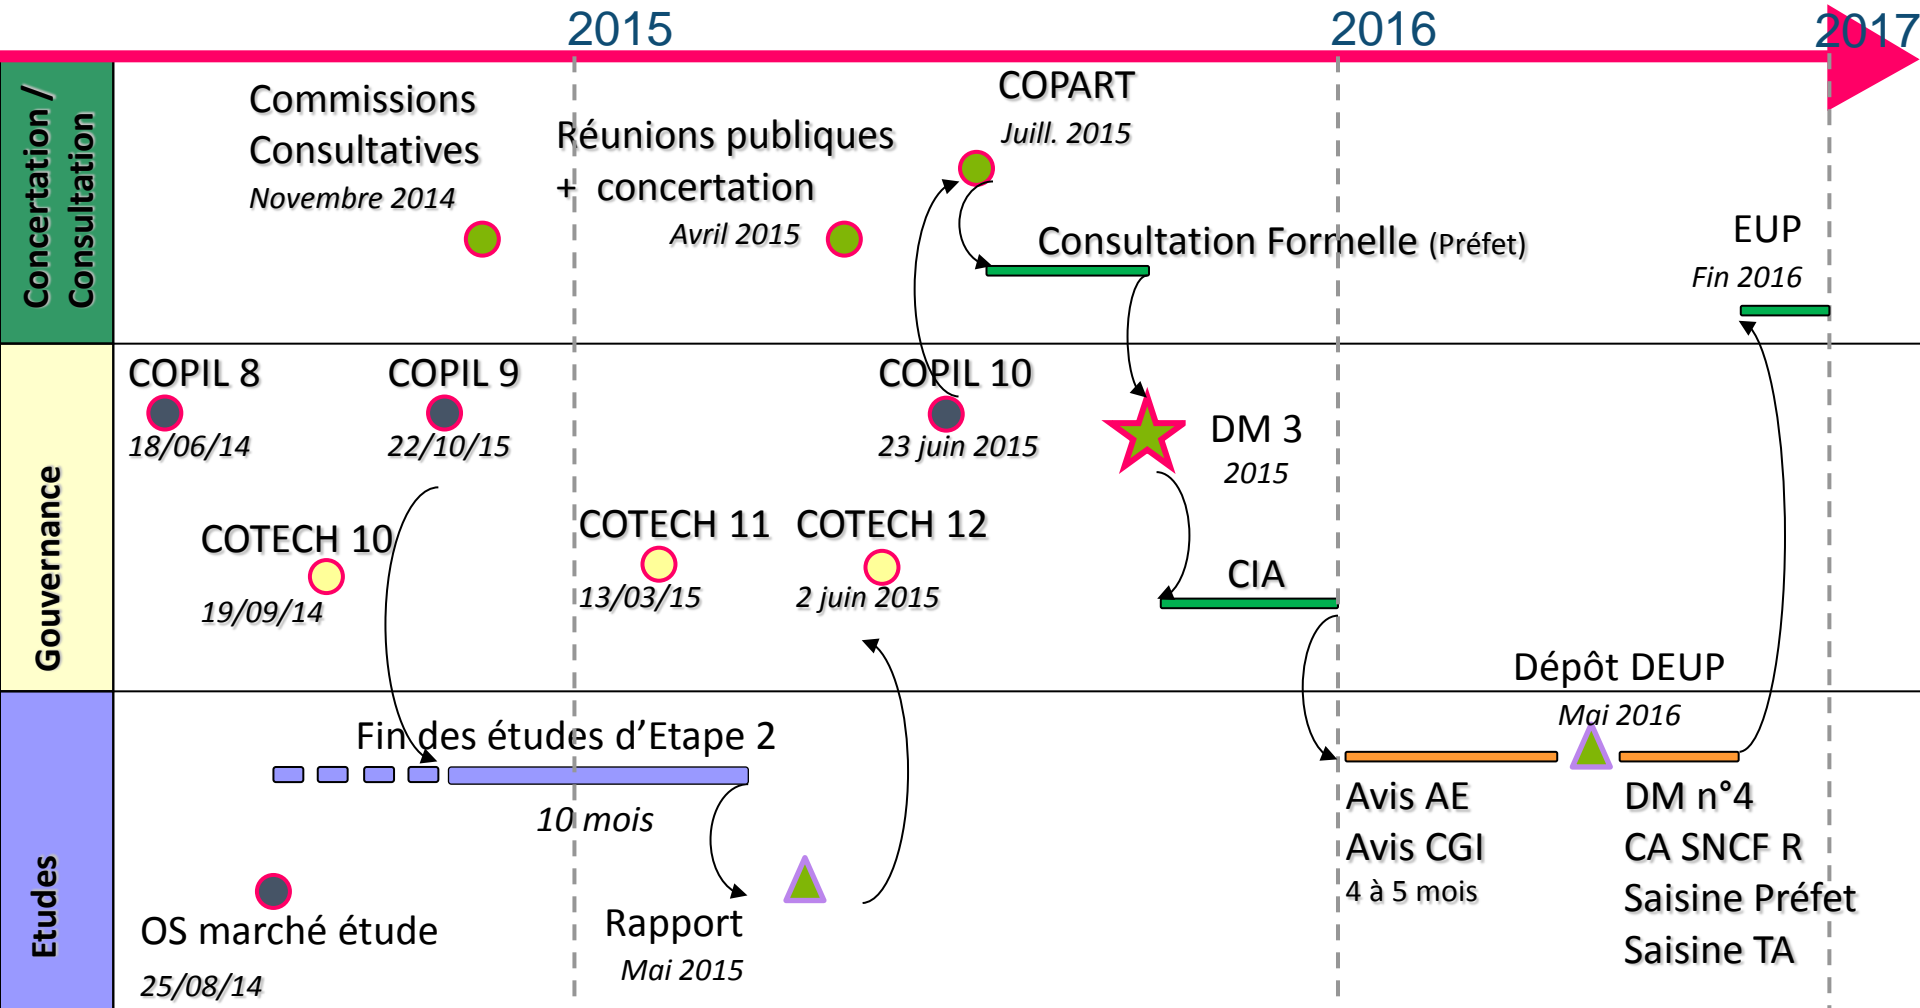 2015
2016
2017
Concertation /
Consultation
Commissions
Consultatives
Novembre 2014
Réunions publiques
+ concertation
Avril 2015
COPART
Juill. 2015
Consultation Formelle (Préfet)
EUP
Fin 2016
Gouvernance
COPIL 8
18/06/14
COPIL 9
22/10/15
COPIL 10
23 juin 2015
DM 3
2015
COTECH 10
19/09/14
COTECH 11
13/03/15
COTECH 12
2 juin 2015
CIA
Dépôt DEUP
Mai 2016
Etudes
Fin des études d’Etape 2
10 mois
OS marché étude
25/08/14
Rapport
Mai 2015
Avis AE
Avis CGI
4 à 5 mois
DM n°4
CA SNCF R
Saisine Préfet
Saisine TA